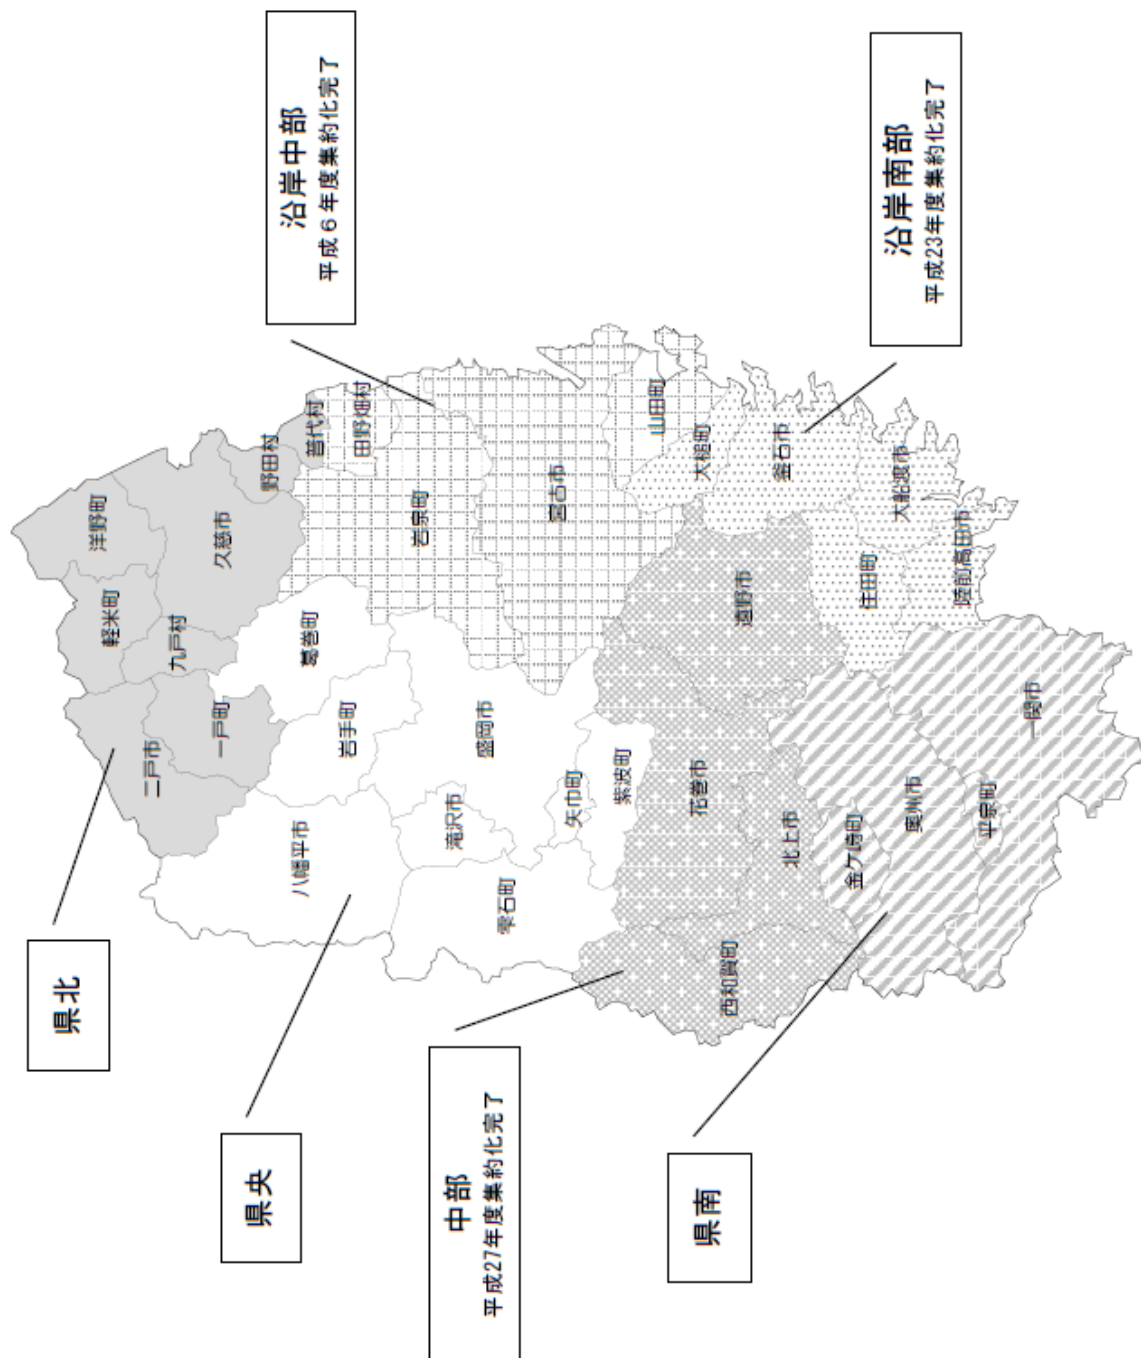 県北
県央
中部
平成27年度集約化完了
県南
沿岸中部
平成６年度集約化完了
沿岸南部
平成23年度集約化完了
洋野町
軽米町
二戸市
九戸村
一戸町
久慈市
野田村
普代村
田野畑村
岩泉町
葛巻町
八幡平市
岩手町
盛岡市
滝沢市
雫石町
矢巾町
紫波町
宮古市
山田町
大槌町
釜石市
遠野市
花巻市
北上市
西和賀町
住田町
大船渡市
陸前高田市
金ケ崎町
奥州市
平泉町
一関市